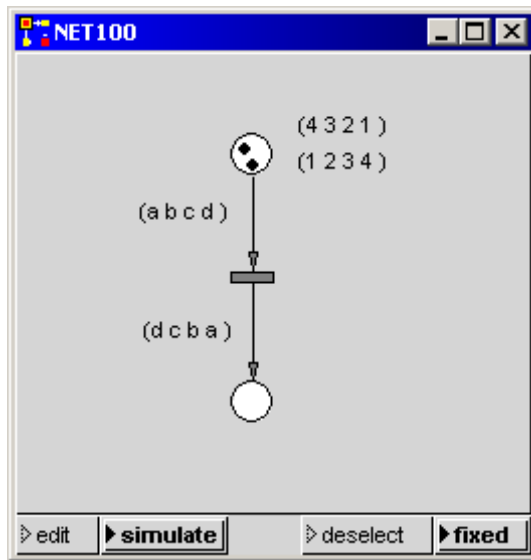 NET100
(4 3 2 1 )
(1 2 3 4 )
(a b c d )
(d c b a )
edit simulate deselect fixed